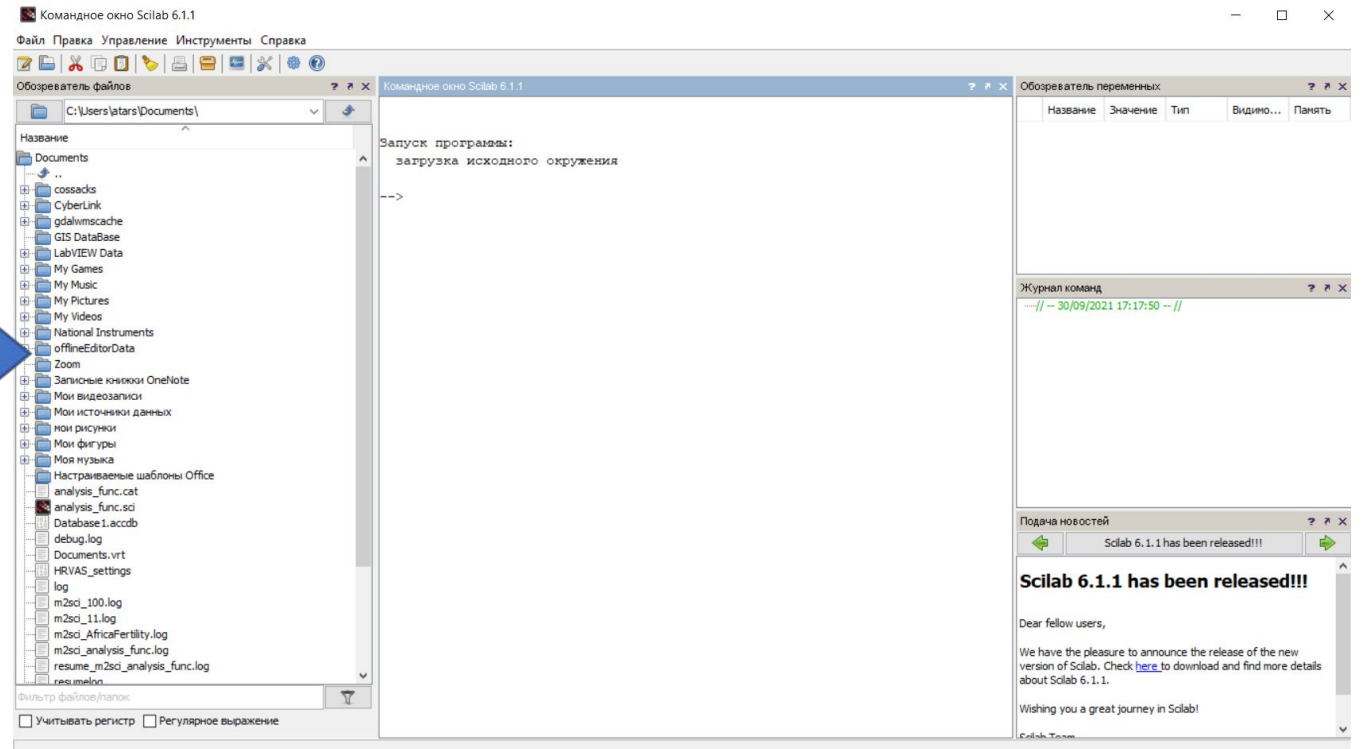 Командное окно Scilab 6.1.1
Файл Правка Управление Инструменты Справка
Обозреватель файлов
C:\Users\atars\Documents\
Название
Documents
..
cossacks
CyberLink
gdalwmscache
GIS DataBase
LabVIEW Data
My Games
My Music
My Pictures
My Videos
National Instruments
offlineEditorData
Zoom
Записные книжки OneNote
Мои видеозаписи
Мои источники данных
мои рисунки
Мои фигуры
Моя музыка
Настраиваемые шаблоны Office
analysis_func.cat
analysis_func.sci
Database1.accdb
debug.log
Documents.vrt
HRVAS_settings
log
m2sci_100.log
m2sci_11.log
m2sci_AfricaFertility.log
m2sci_analysis_func.log
resume_m2sci_analysis_func.log
resumelog
Фильтр файлов/папок
Учитывать регистр Регулярное выражение
Командное окно Scilab 6.1.1
Запуск программы:
загрузка исходного окружения
-->
Обозреватель переменных
Название Значение Тип Видимо... Память
Журнал команд
// -- 30/09/2021 17:17:50 -- //
Подача новостей
Scilab 6.1.1 has been released!!!
Scilab 6.1.1 has been released!!!
Dear fellow users,
We have the pleasure to announce the release of the new
version of Scilab. Check here to download and find more details
about Scilab 6.1.1.
Wishing you a great journey in Scilab!
Scilab Team